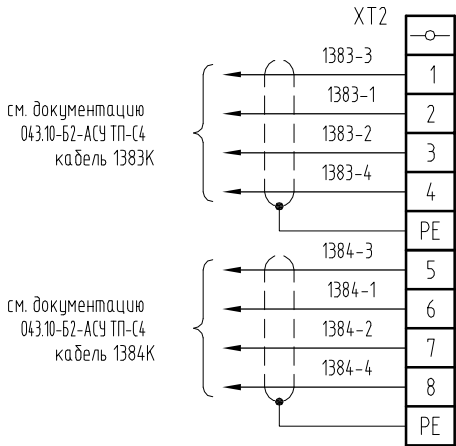 XT2
1383-3
1
1383-1
2
см. документацию
043.10-Б2-АСУ ТП-С4
кабель 1383К
1383-2
3
1383-4
4
PE
1384-3
5
1384-1
6
см. документацию
043.10-Б2-АСУ ТП-С4
кабель 1384К
1384-2
7
1384-4
8
PE